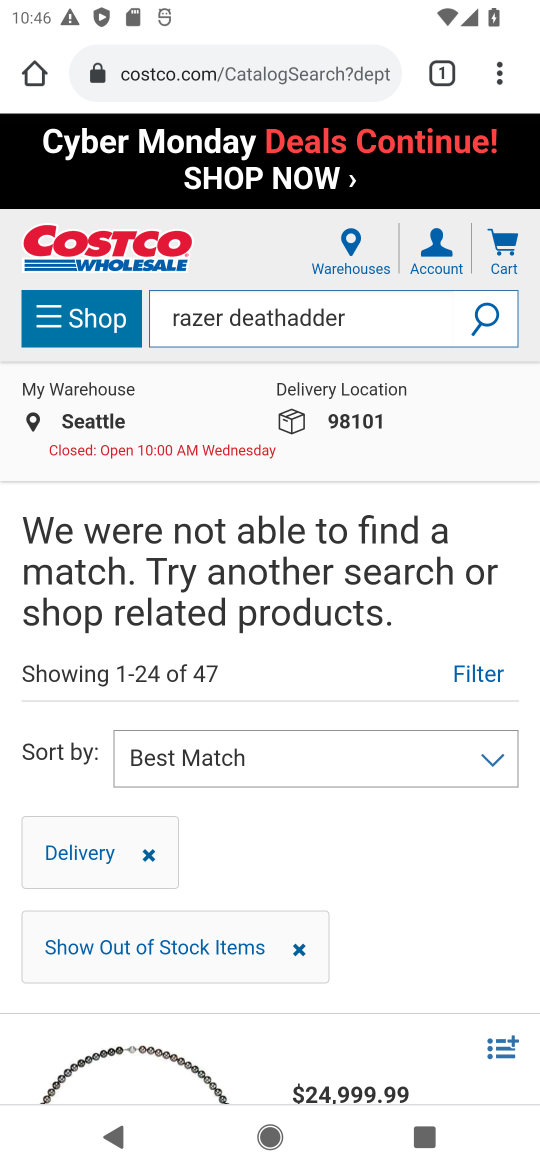 10:46
costco.com/CatalogSearch?dept
1
Cyber Monday Deals Continue!
SHOP NOW ›
COSTCO
WHOLESALE
Warehouses
Account
Cart
Shop
razer deathadder
My Warehouse
Delivery Location
Seattle
98101
Closed: Open 10:00 AM Wednesday
We were not able to find a
match. Try another search or
shop related products.
Showing 1-24 of 47
Filter
Sort by:
Best Match
Delivery
Show Out of Stock Items
$24,999.99